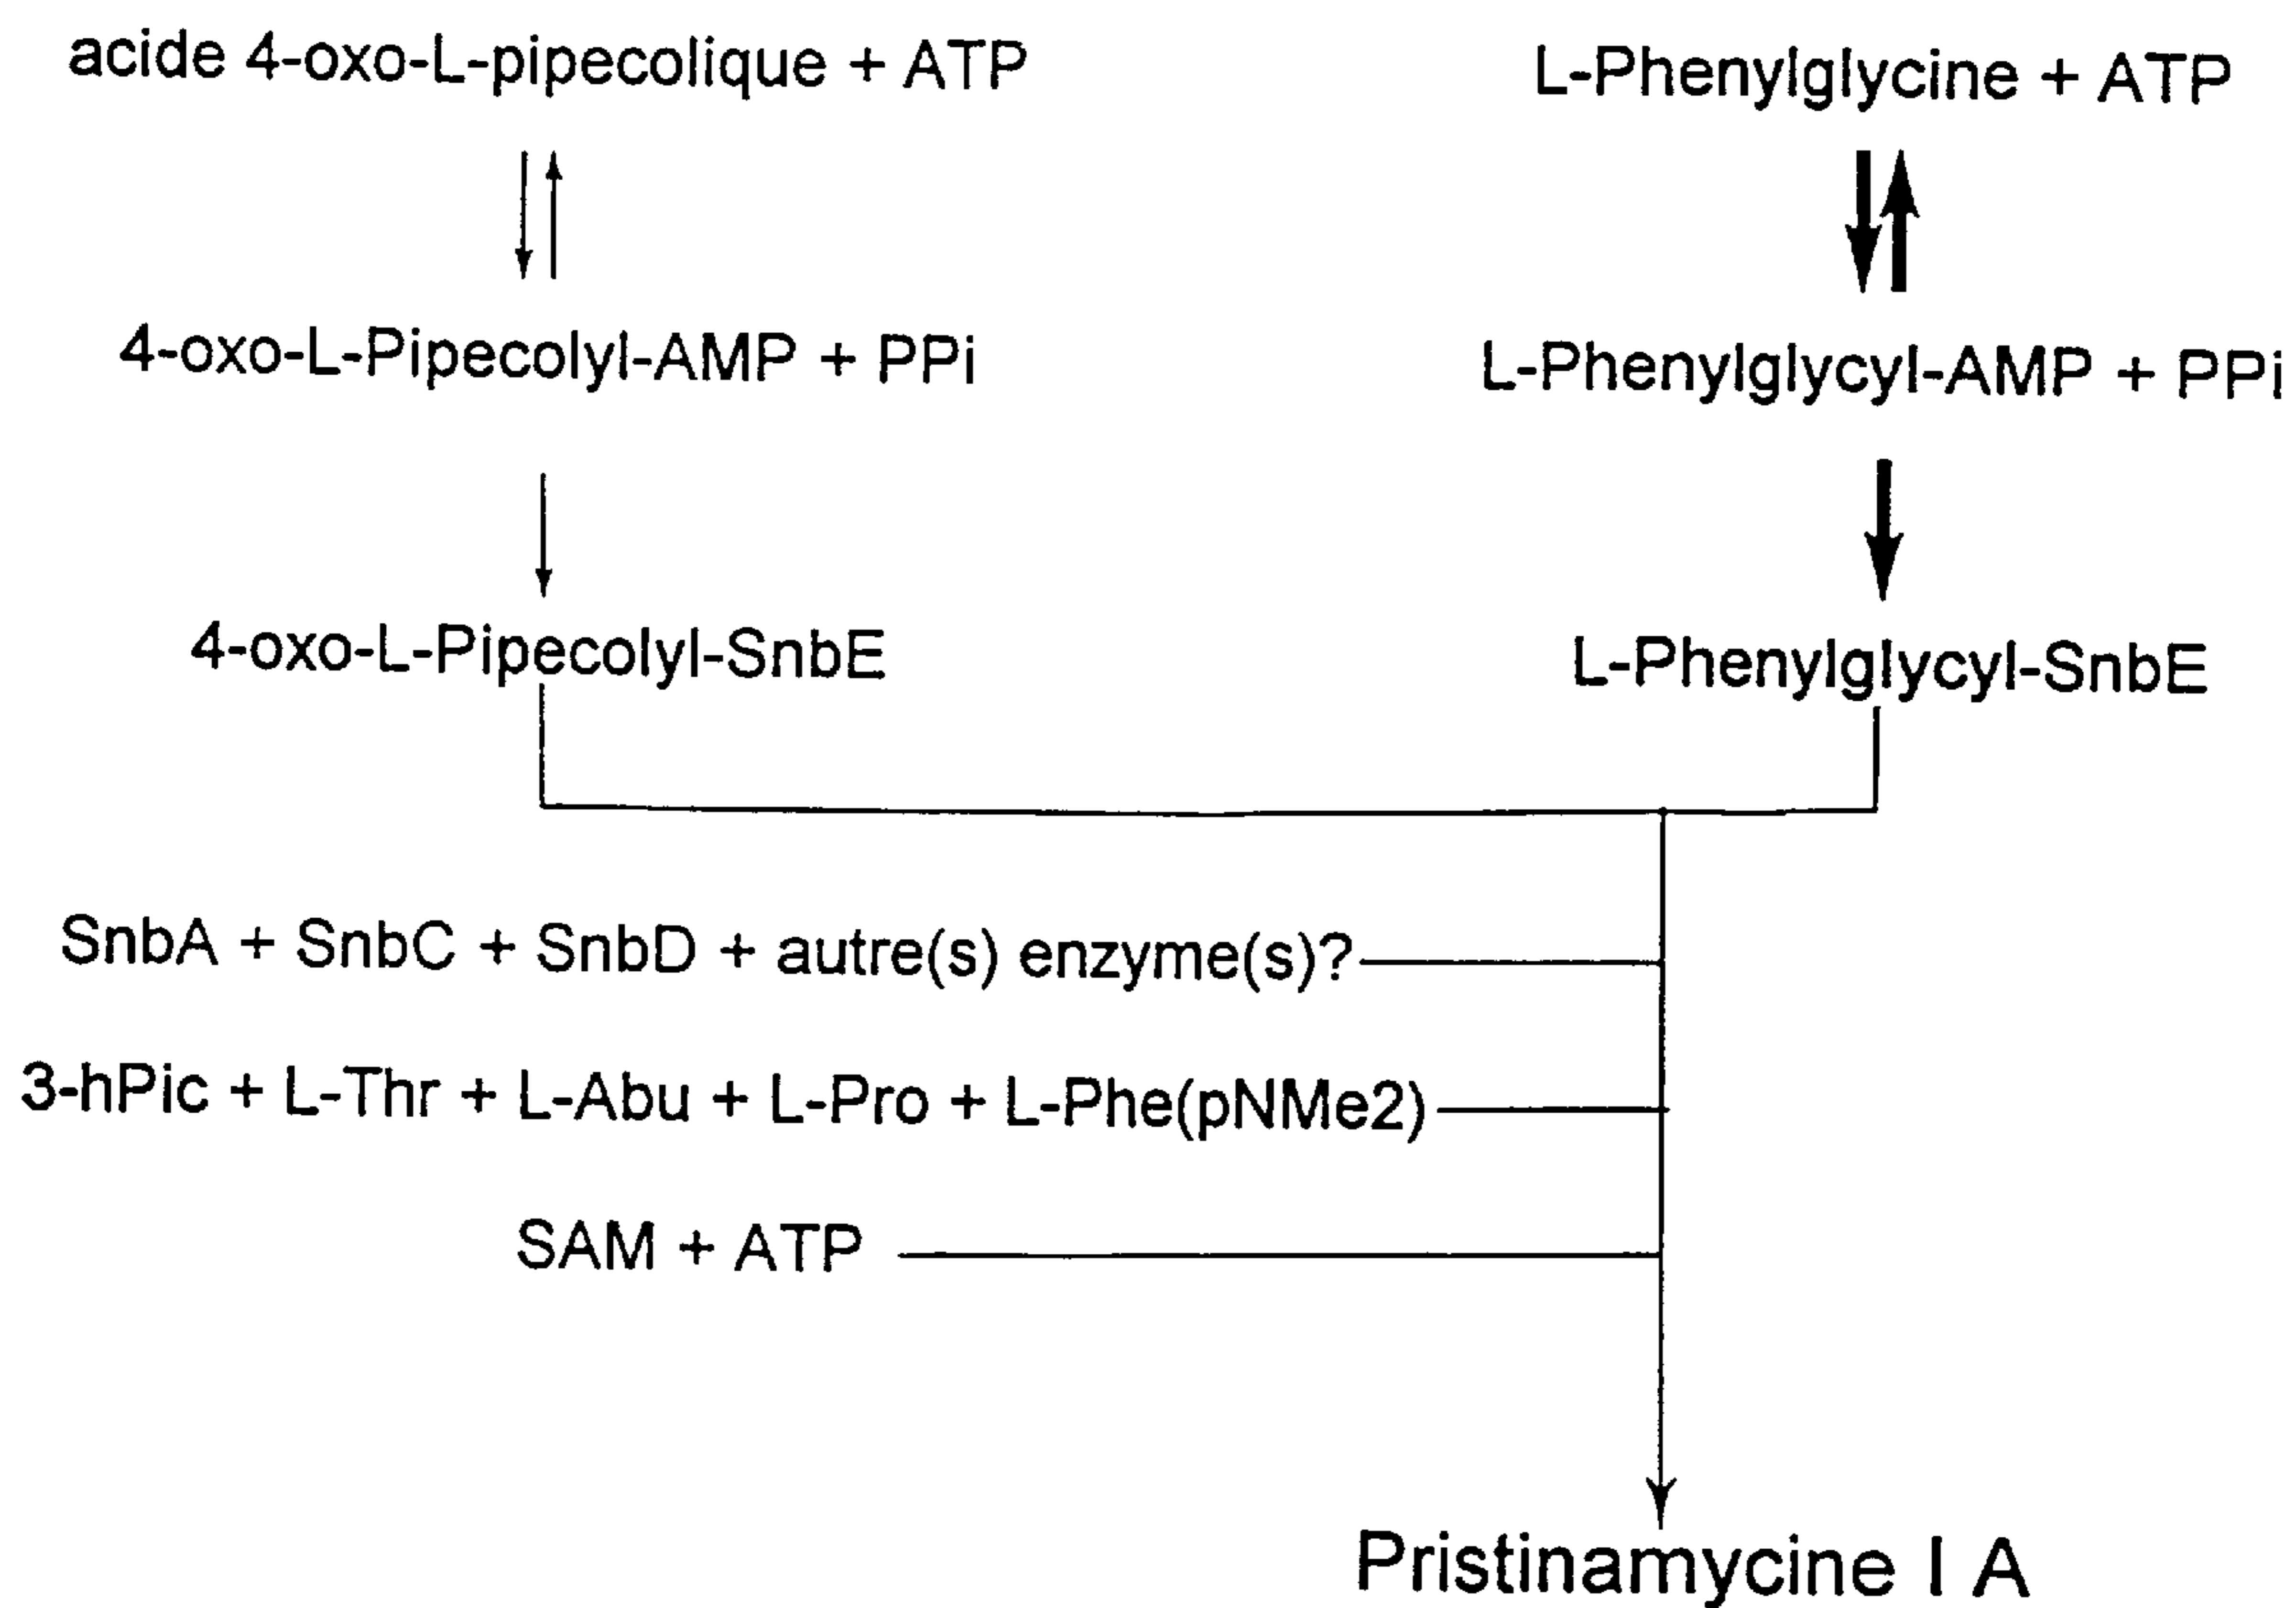 acide 4-oxo-L-pipecolique + ATP
L-Phenylglycine + ATP
4-oxo-L-Pipecolyl-AMP + PPi
L-Phenylglycyl-AMP + PPi
4-oxo-L-Pipecolyl-SnbE
L-Phenylglycyl-SnbE
SnbA + SnbC + SnbD + autre(s) enzyme(s)?
3-hPic + L-Thr + L-Abu + L-Pro + L-Phe(pNMe2)
SAM + ATP
Pristinamycine I A